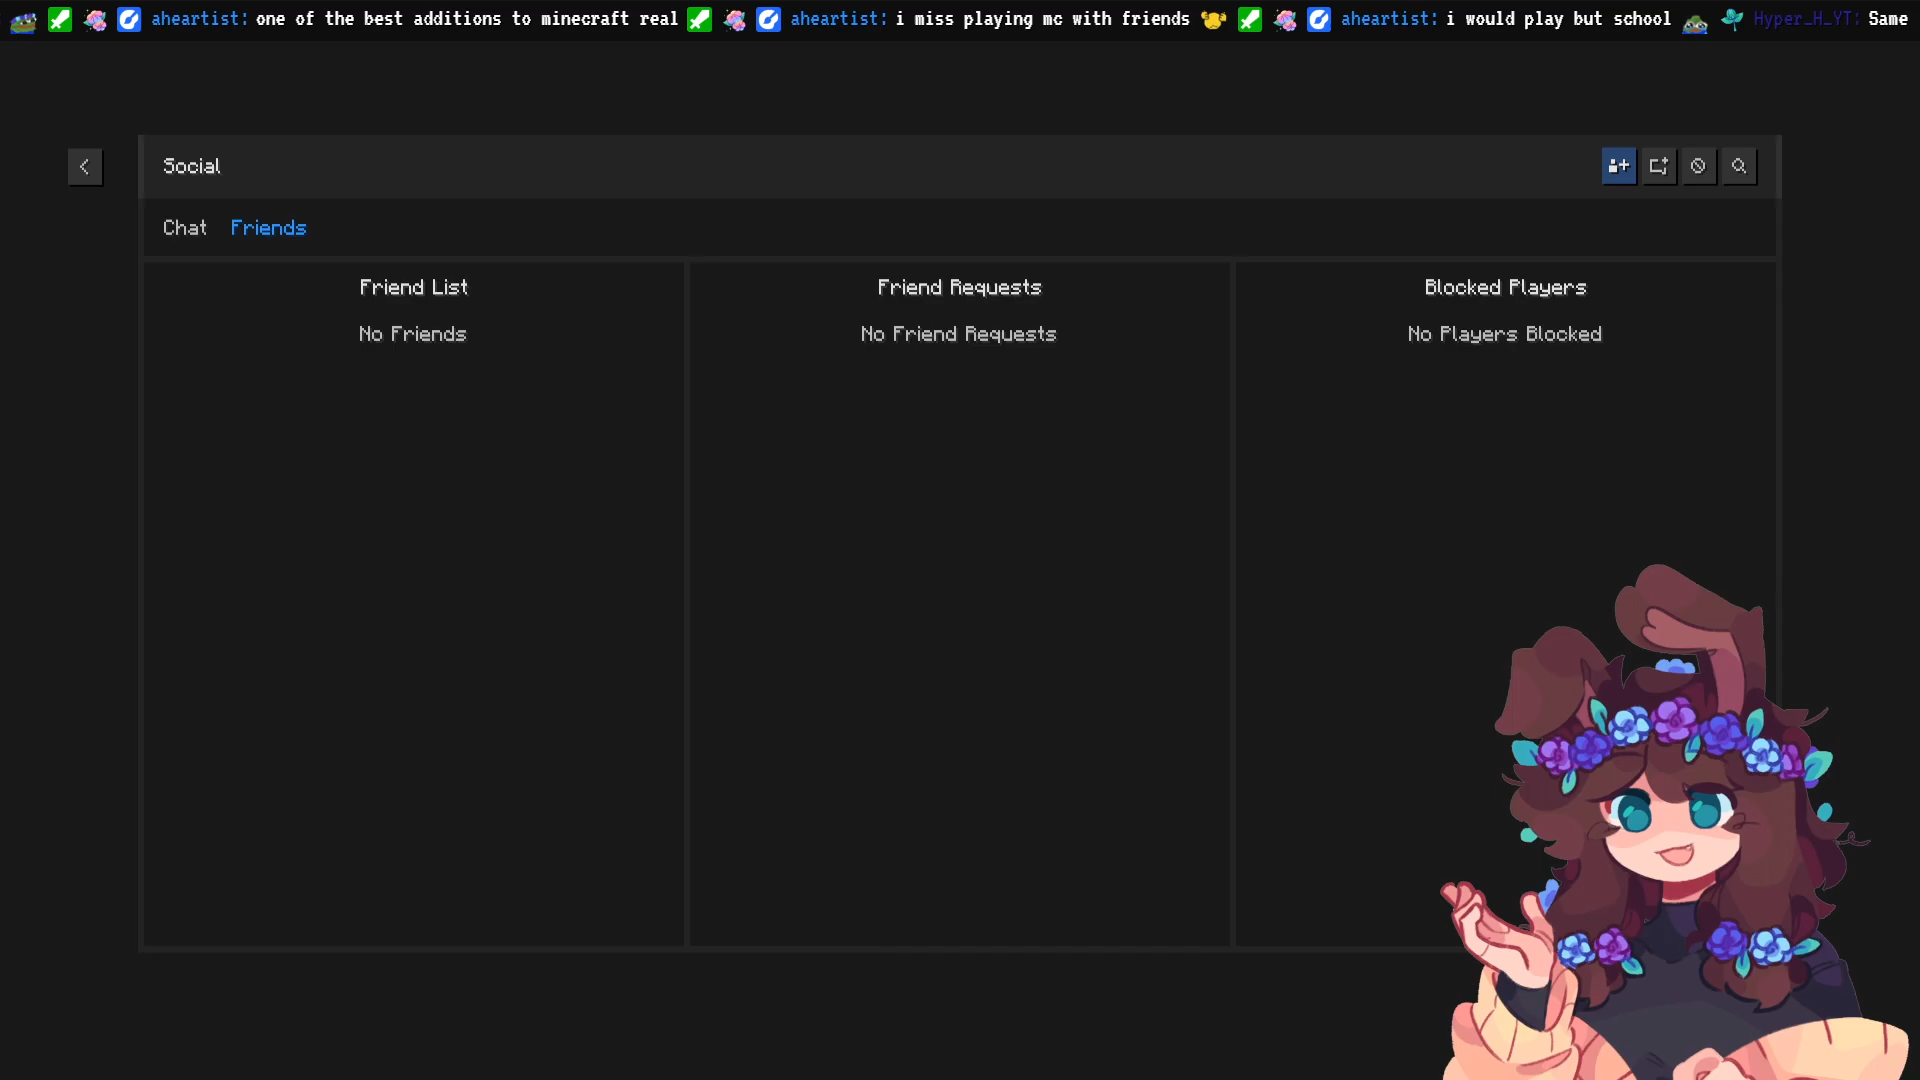 aheartist: one of the best additions to minecraft real aheartist: i miss playing mc with friends aheartist: i would play but school Hyper_H_YT: Same
Social
Chat Friends
Friend List
No Friends
Friend Requests
No Friend Requests
Blocked Players
No Players Blocked